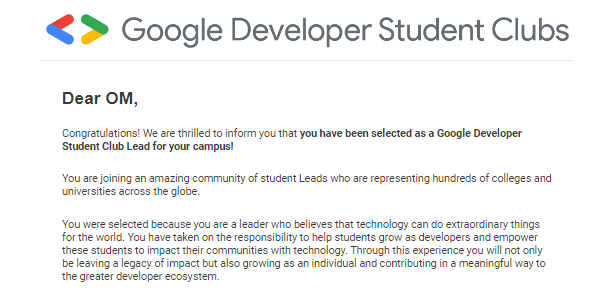 Google Developer Student Clubs
Dear OM,
Congratulations! We are thrilled to inform you that you have been selected as a Google Developer
Student Club Lead for your campus!
You are joining an amazing community of student Leads who are representing hundreds of colleges and
universities across the globe.
You were selected because you are a leader who believes that technology can do extraordinary things
for the world. You have taken on the responsibility to help students grow as developers and empower
these students to impact their communities with technology. Through this experience you will not only
be leaving a legacy of impact but also growing as an individual and contributing in a meaningful way to
the greater developer ecosystem.